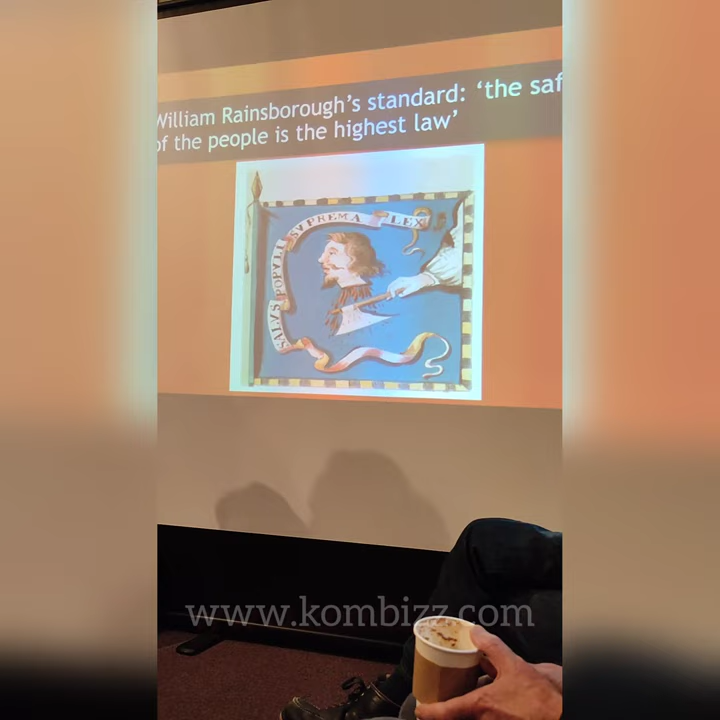 William Rainsborough's standard: 'the saf
of the people is the highest law'
SALVS POPVLI SVPREMA LEX
www.kombizz.com